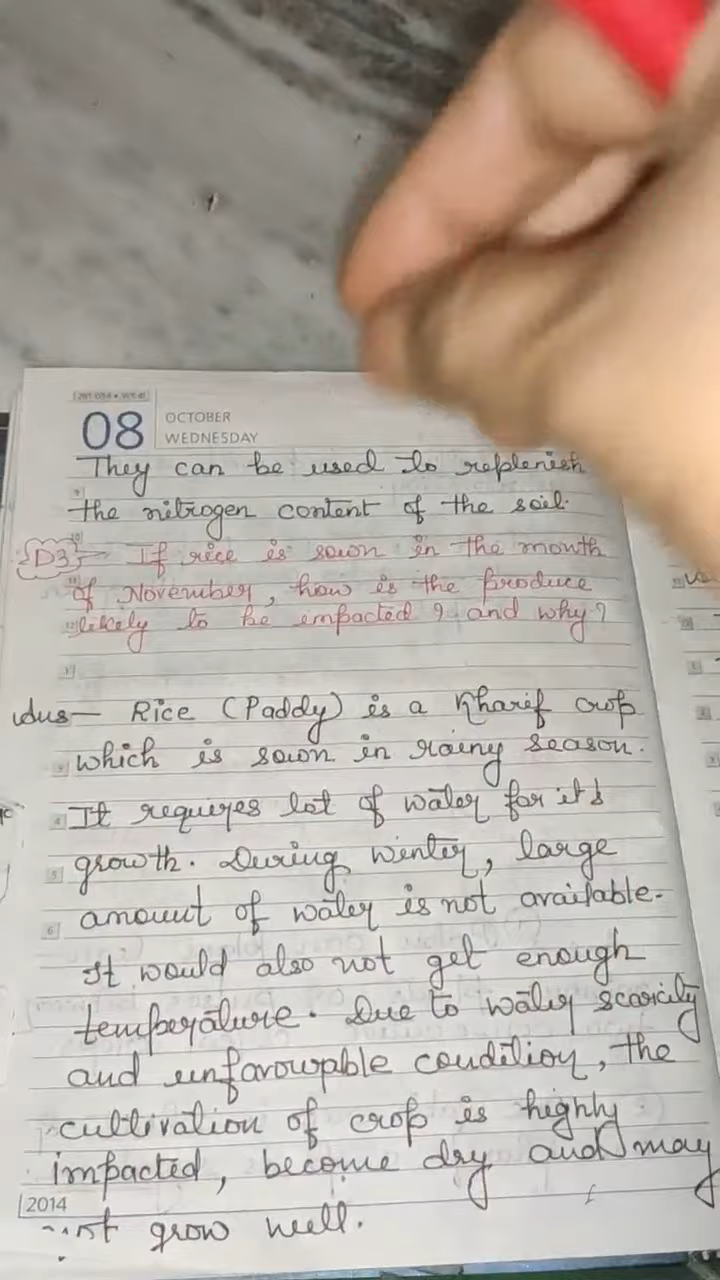 08 OCTOBER
WEDNESDAY
They can be used to replenish
the nitrogen content of the soil.
D3 - If rice is sown in the month
of November, how is the produce
likely to be impacted? and why?
Rice (Paddy) is a Kharif crop
which is sown in rainy season.
It requires lot of water for it's
growth. During winter, large
amount of water is not available.
It would also not get enough
temperature. Due to water scarcity
and unfavourable condition, the
cultivation of crop is highly
impacted, become dry and may
2014
grow well.